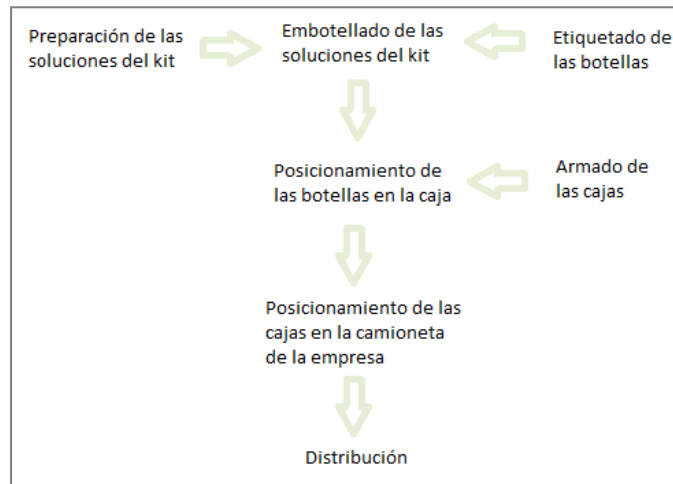 Preparación de las
soluciones del kit
Embotellado de las
soluciones del kit
Etiquetado de
las botellas
Posicionamiento de
las botellas en la caja
Armado de
las cajas
Posicionamiento de las
cajas en la camioneta
de la empresa
Distribución